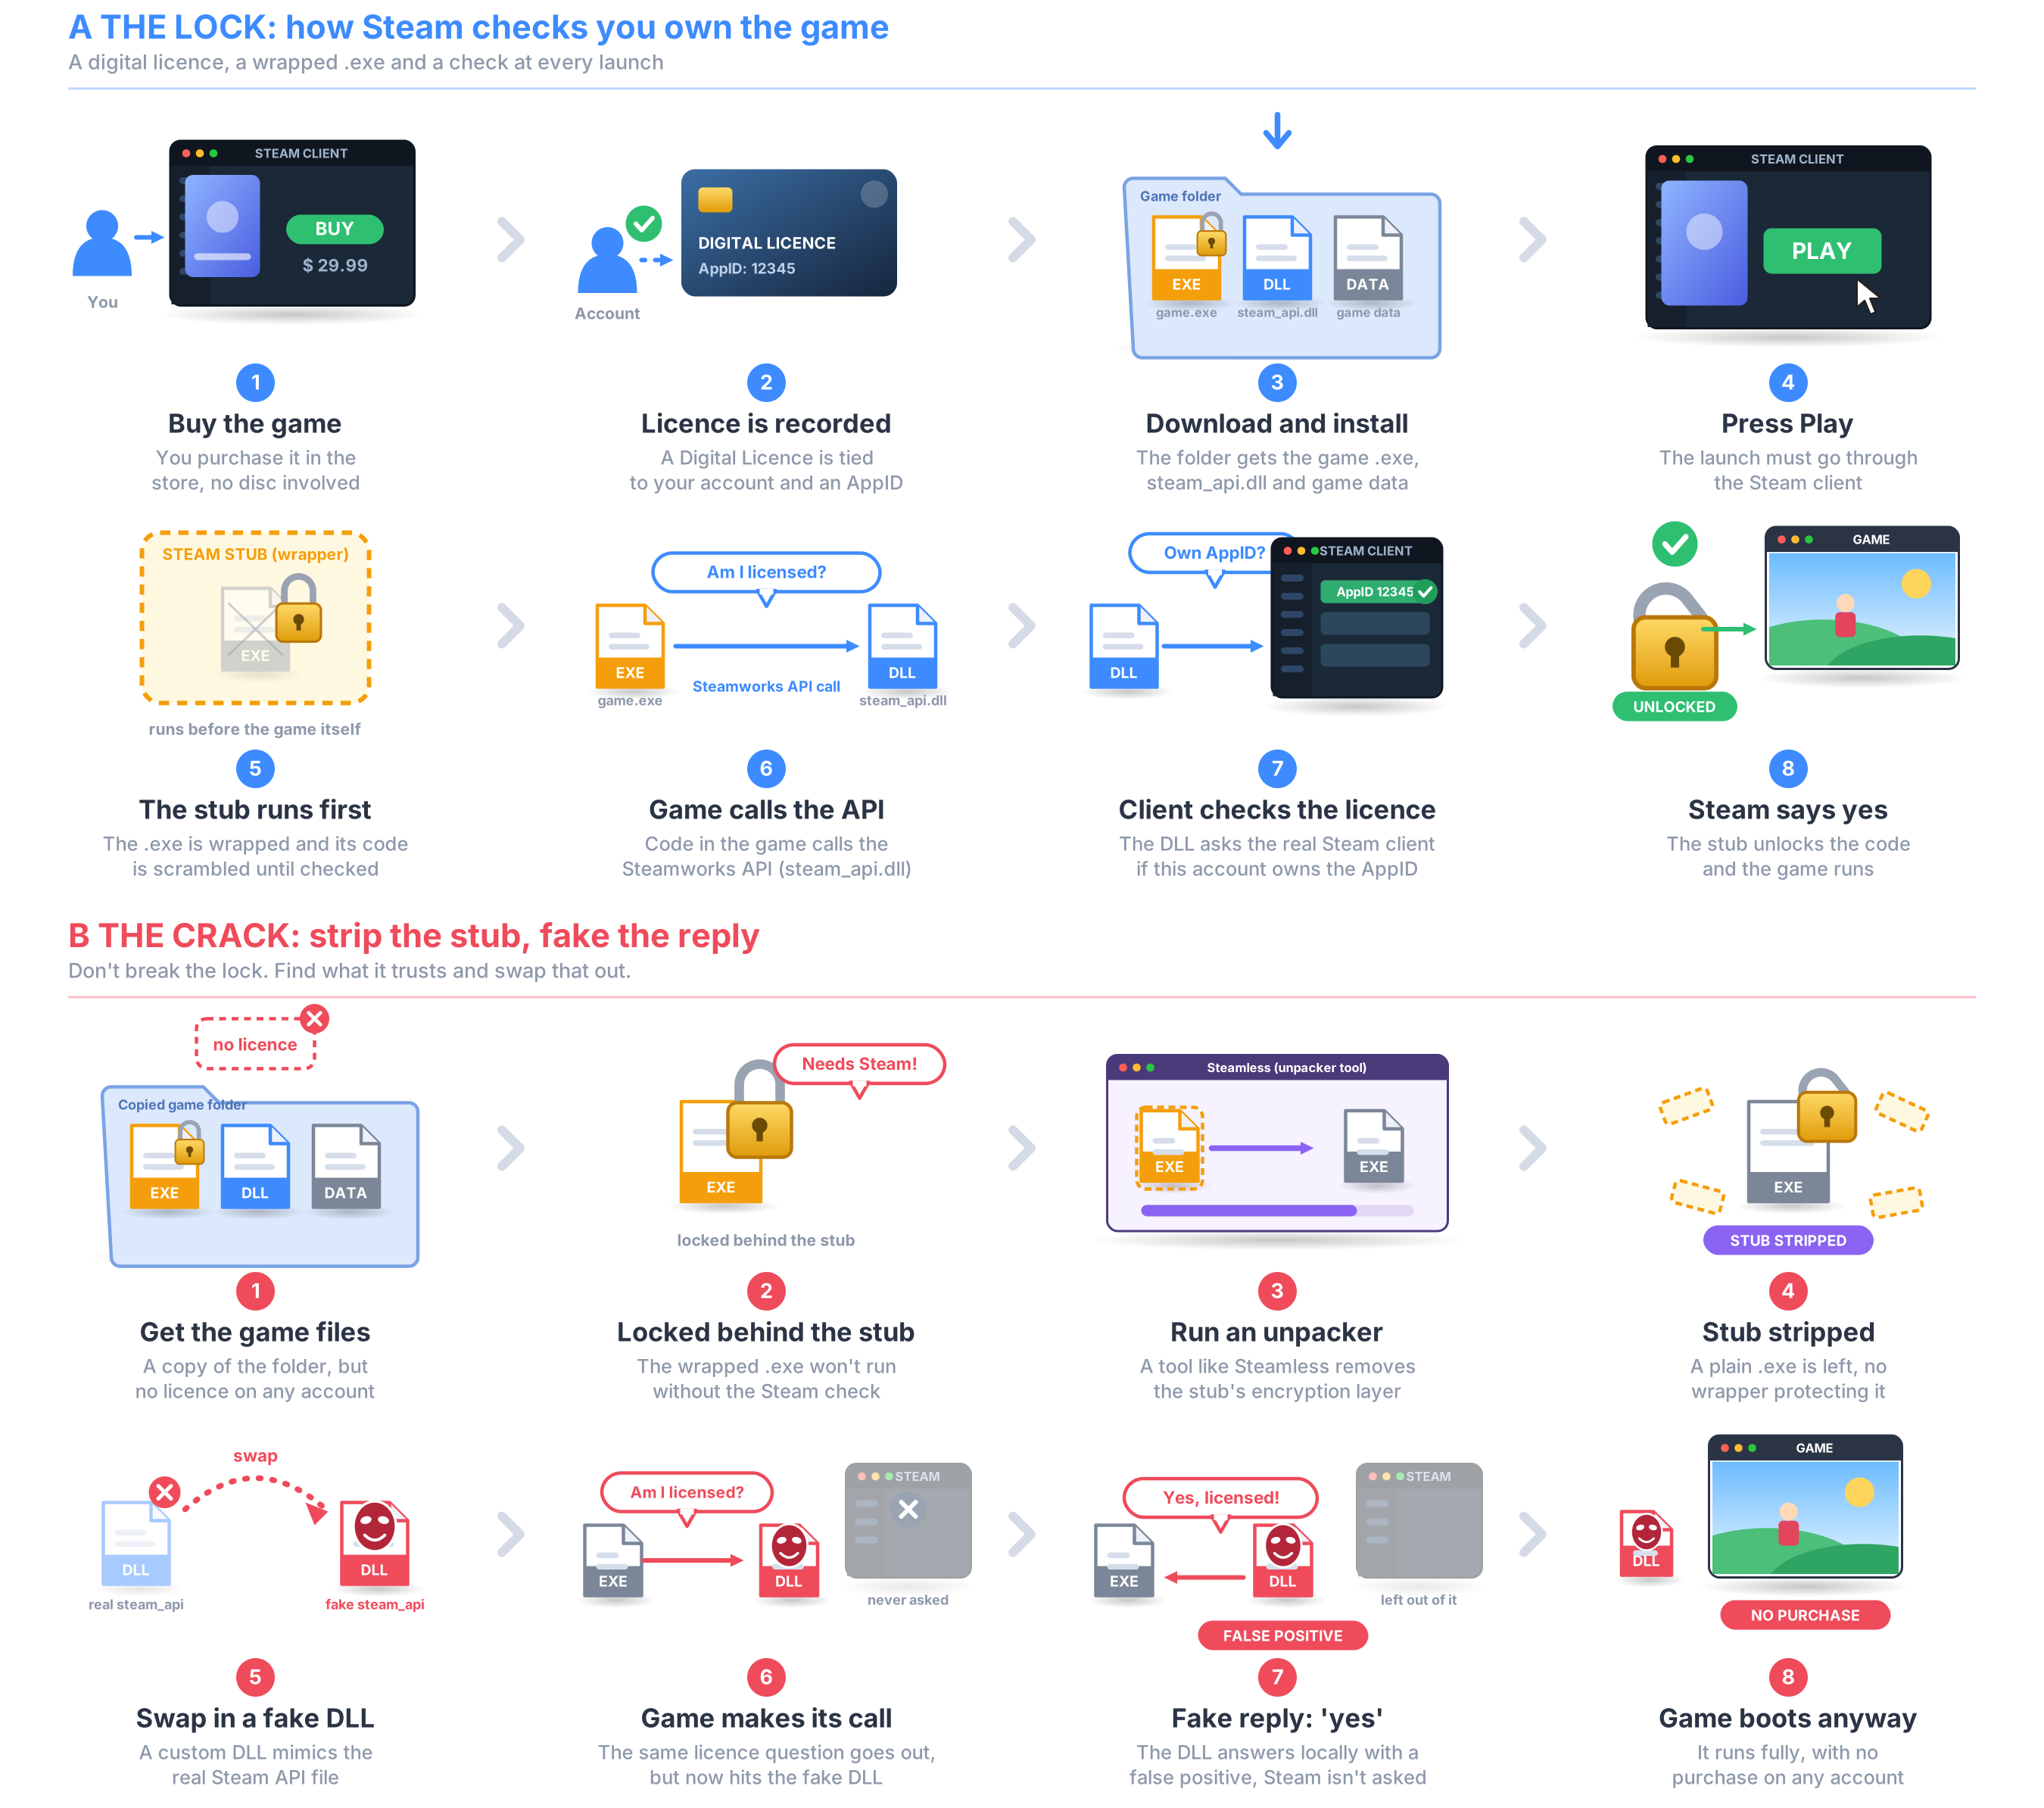 A THE LOCK: how Steam checks you own the game
A digital licence, a wrapped .exe and a check at every launch
STEAM CLIENT
BUY
$ 29.99
You
1
Buy the game
You purchase it in the
store, no disc involved
DIGITAL LICENCE
AppID: 12345
Account
2
Licence is recorded
A Digital Licence is tied
to your account and an AppID
Game folder
EXE
DLL
DATA
game.exe
steam_api.dll
game data
3
Download and install
The folder gets the game .exe,
steam_api.dll and game data
STEAM CLIENT
PLAY
4
Press Play
The launch must go through
the Steam client
STEAM STUB (wrapper)
EXE
runs before the game itself
5
The stub runs first
The .exe is wrapped and its code
is scrambled until checked
Am I licensed?
EXE
DLL
Steamworks API call
game.exe
steam_api.dll
6
Game calls the API
Code in the game calls the
Steamworks API (steam_api.dll)
Own AppID?
STEAM CLIENT
AppID 12345
DLL
7
Client checks the licence
The DLL asks the real Steam client
if this account owns the AppID
GAME
UNLOCKED
8
Steam says yes
The stub unlocks the code
and the game runs
B THE CRACK: strip the stub, fake the reply
Don't break the lock. Find what it trusts and swap that out.
no licence
Copied game folder
EXE
DLL
DATA
1
Get the game files
A copy of the folder, but
no licence on any account
Needs Steam!
EXE
locked behind the stub
2
Locked behind the stub
The wrapped .exe won't run
without the Steam check
Steamless (unpacker tool)
EXE
EXE
3
Run an unpacker
A tool like Steamless removes
the stub's encryption layer
EXE
STUB STRIPPED
4
Stub stripped
A plain .exe is left, no
wrapper protecting it
swap
DLL
DLL
real steam_api
fake steam_api
5
Swap in a fake DLL
A custom DLL mimics the
real Steam API file
Am I licensed?
STEAM
EXE
DLL
never asked
6
Game makes its call
The same licence question goes out,
but now hits the fake DLL
Yes, licensed!
STEAM
EXE
DLL
left out of it
FALSE POSITIVE
7
Fake reply: 'yes'
The DLL answers locally with a
false positive, Steam isn't asked
GAME
DLL
NO PURCHASE
8
Game boots anyway
It runs fully, with no
purchase on any account